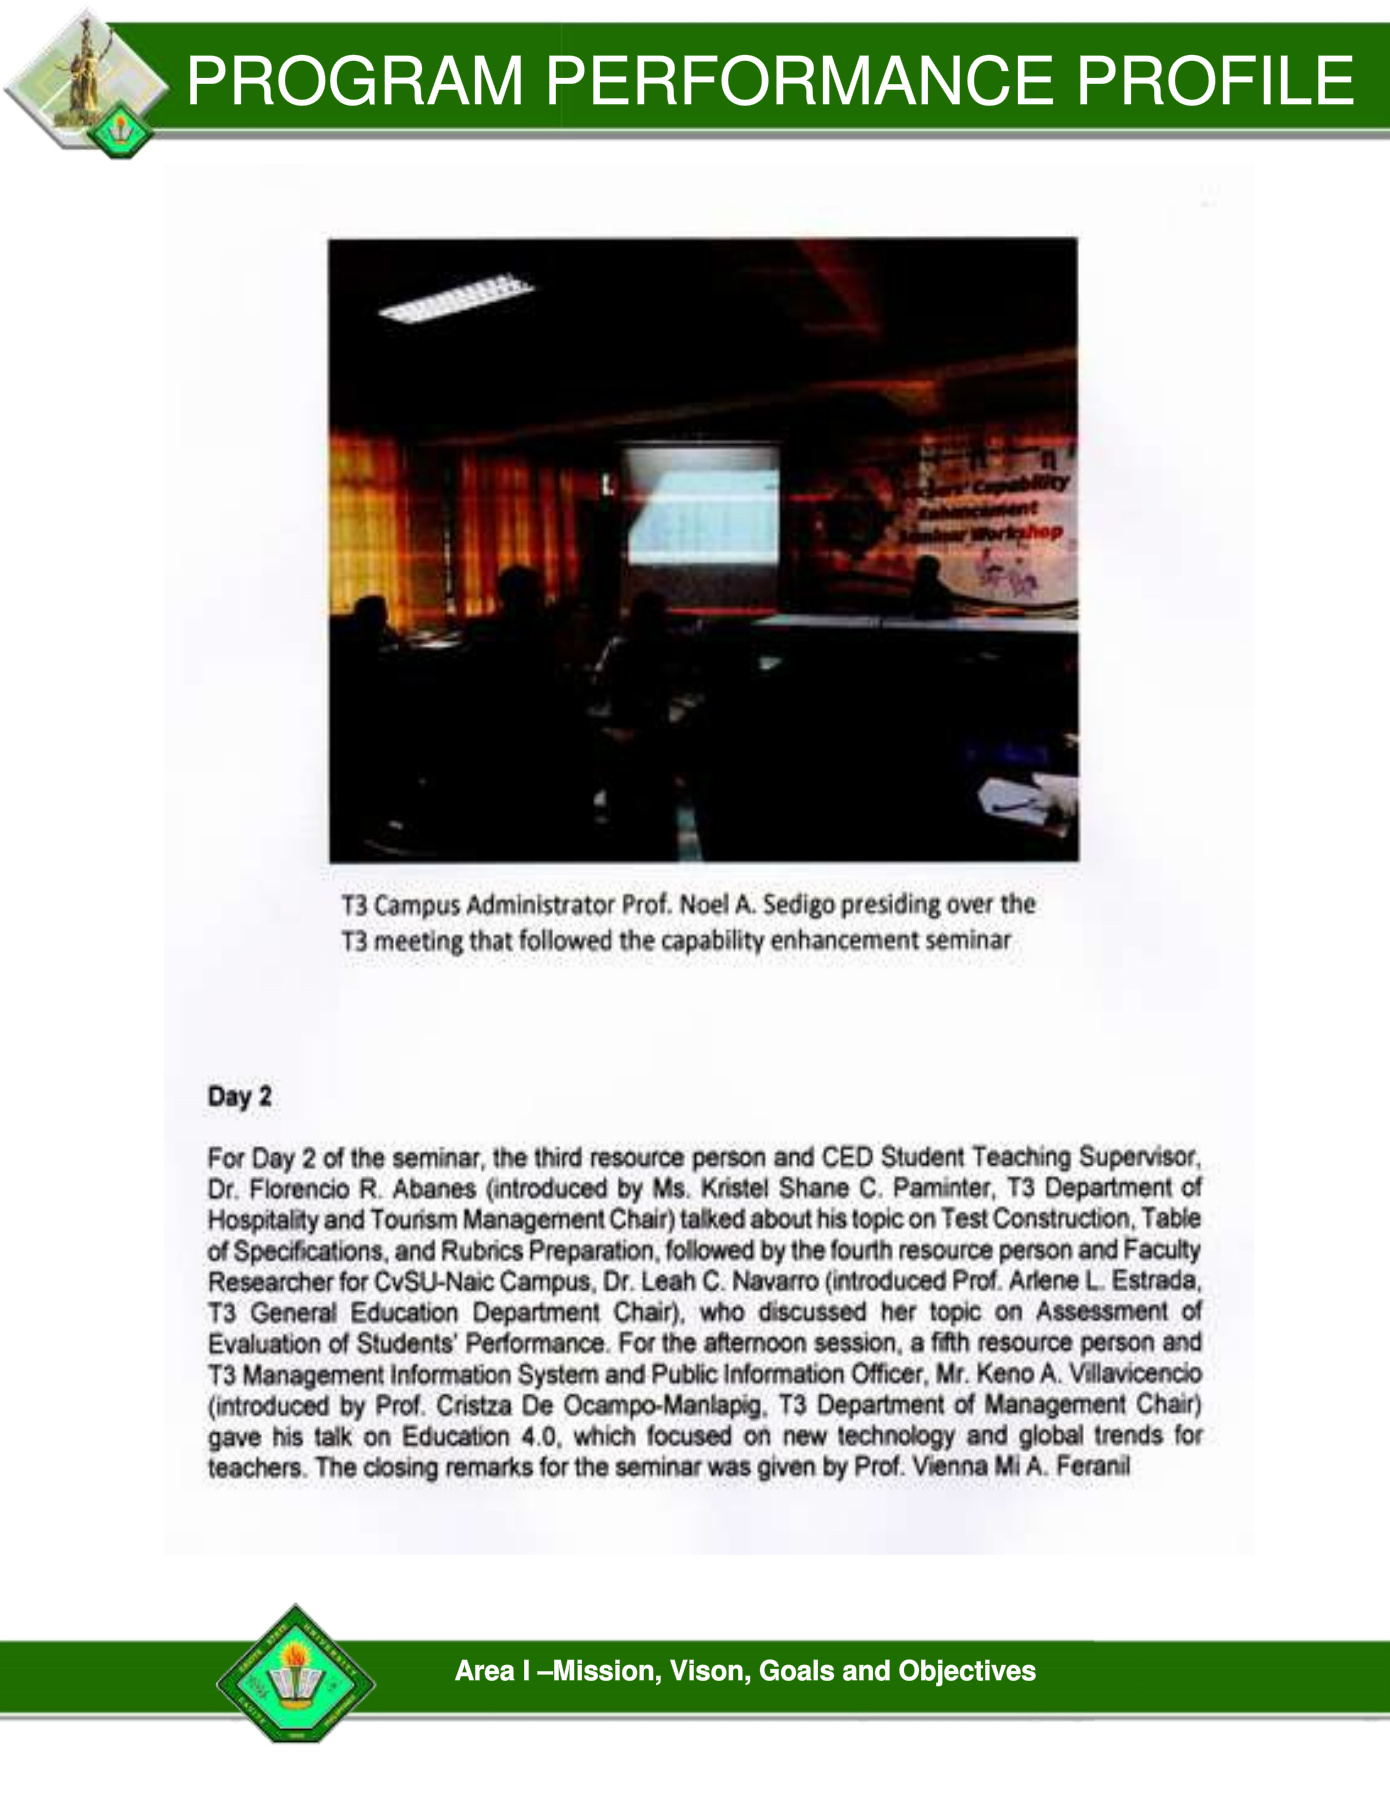 PROGRAM PERFORMANCE PROFILE
Capability
Enhancement
Seminar Workshop
T3 Campus Administrator Prof. Noel A. Sedigo presiding over the
T3 meeting that followed the capability enhancement seminar
Day 2
For Day 2 of the seminar, the third resource person and CED Student Teaching Supervisor,
Dr. Florencio R. Abanes (introduced by Ms. Kristel Shane C. Paminter, T3 Department of
Hospitality and Tourism Management Chair) talked about his topic on Test Construction, Table
of Specifications, and Rubrics Preparation, followed by the fourth resource person and Faculty
Researcher for CvSU-Naic Campus, Dr. Leah C. Navarro (introduced Prof. Arlene L. Estrada,
T3 General Education Department Chair), who discussed her topic on Assessment of
Evaluation of Students' Performance. For the afternoon session, a fifth resource person and
T3 Management Information System and Public Information Officer, Mr. Keno A. Villavicencio
(introduced by Prof. Cristza De Ocampo-Manlapig, T3 Department of Management Chair)
gave his talk on Education 4.0, which focused on new technology and global trends for
teachers. The closing remarks for the seminar was given by Prof. Vienna Mi A. Feranil
Area I –Mission, Vison, Goals and Objectives